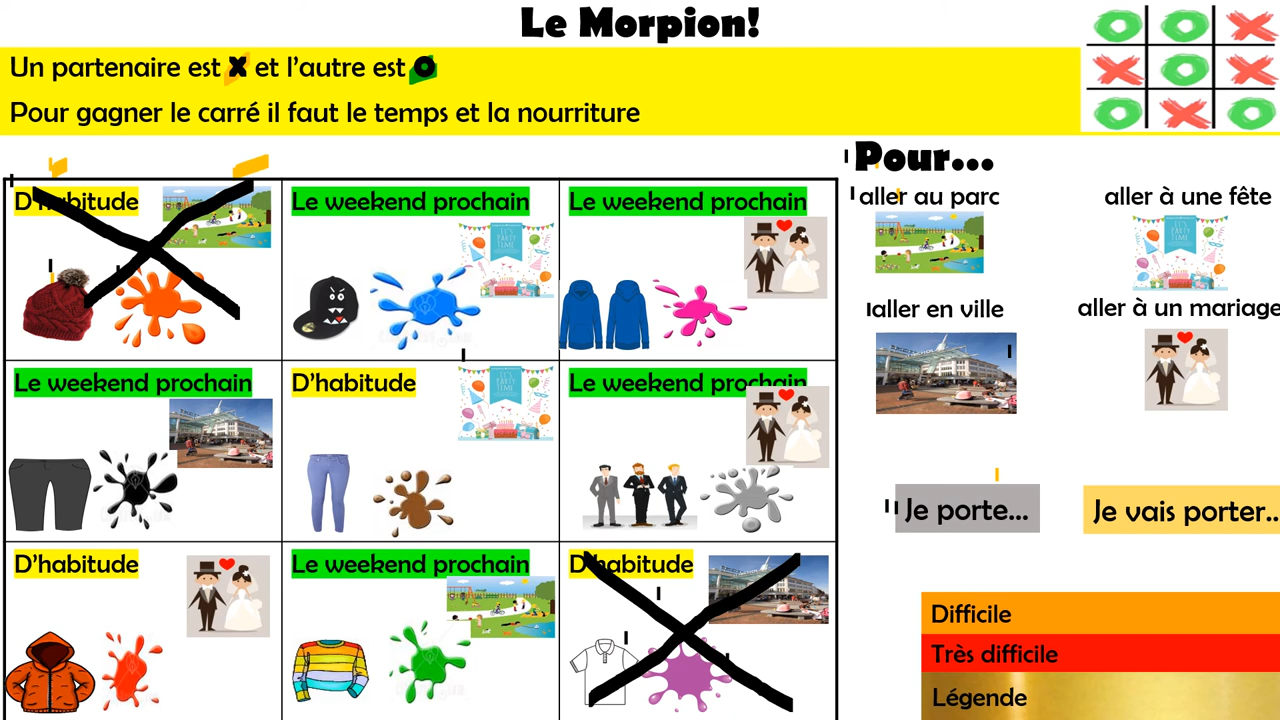 Le Morpion!
Un partenaire est X et l'autre est O
Pour gagner le carré il faut le temps et la nourriture
Pour...
aller au parc
aller à une fête
aller en ville
aller à un mariage
D'habitude
Le weekend prochain
Le weekend prochain
Le weekend prochain
D'habitude
Le weekend prochain
D'habitude
Le weekend prochain
D'habitude
Je porte...
Je vais porter..
Difficile
Très difficile
Légende